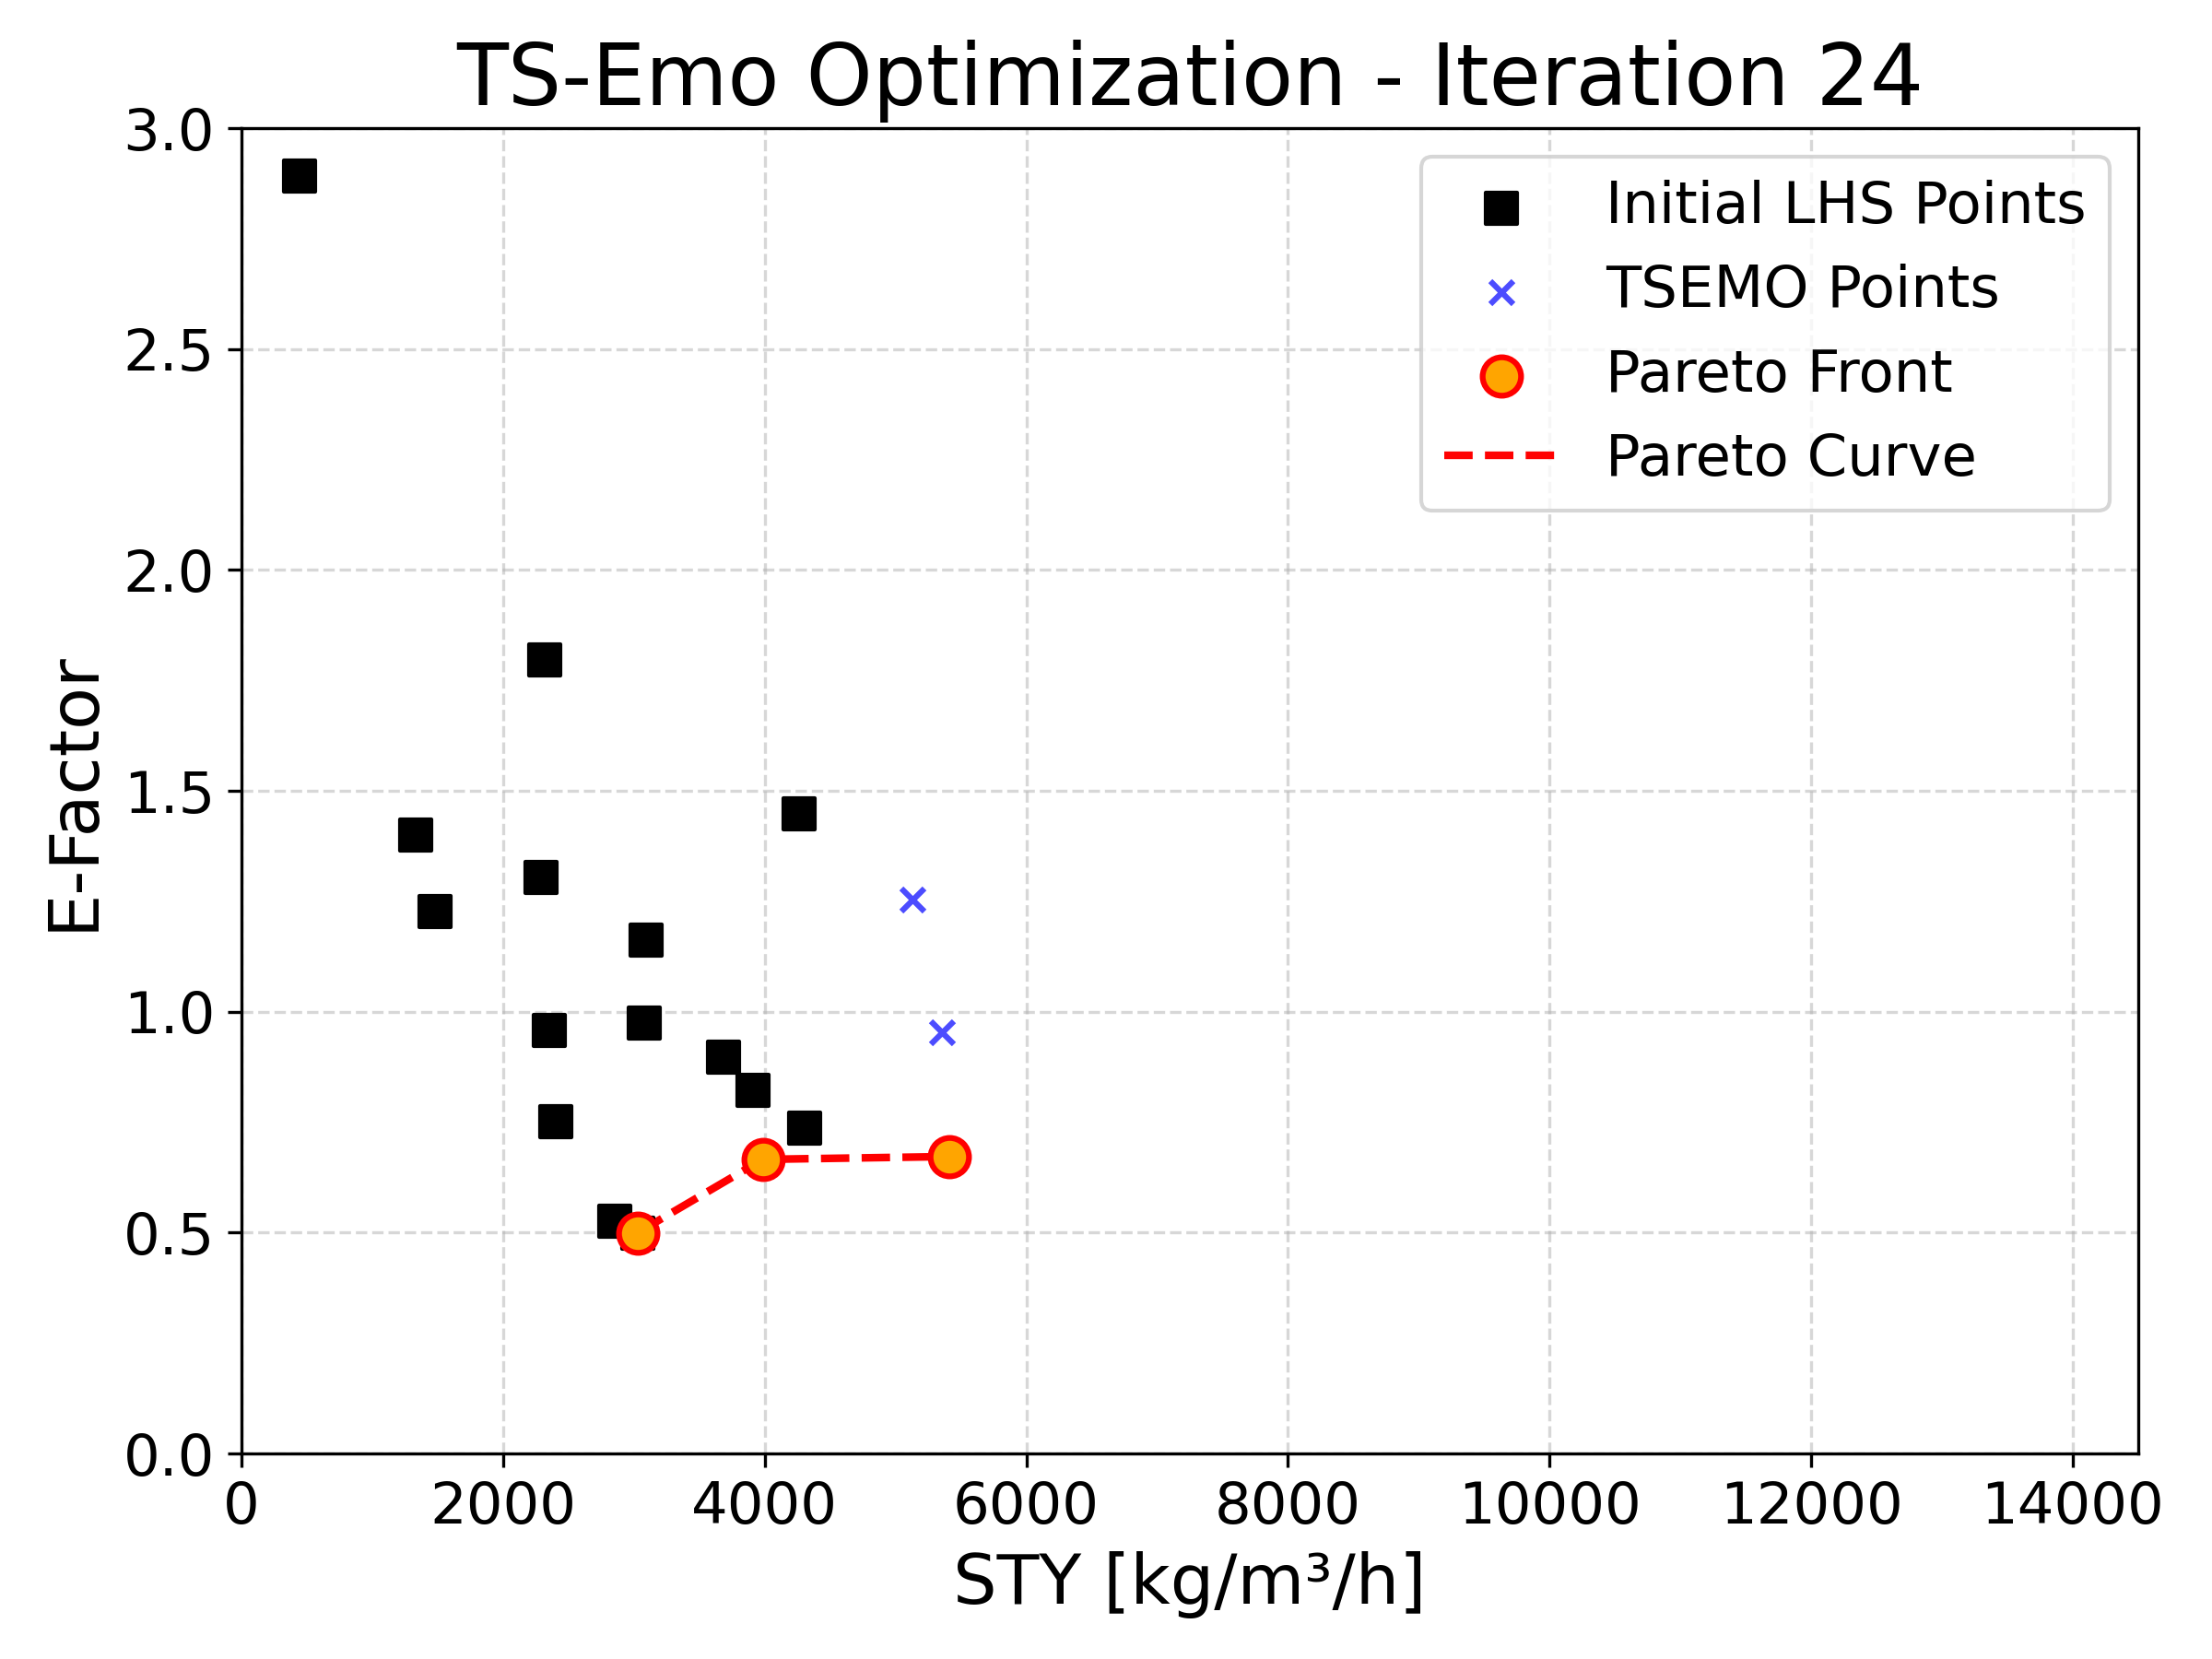 TS-Emo Optimization - Iteration 24
3.0
2.5
2.0
1.5
1.0
0.5
0.0
E-Factor
Initial LHS Points
TSEMO Points
Pareto Front
Pareto Curve
0 2000 4000 6000 8000 10000 12000 14000
STY [kg/m³/h]